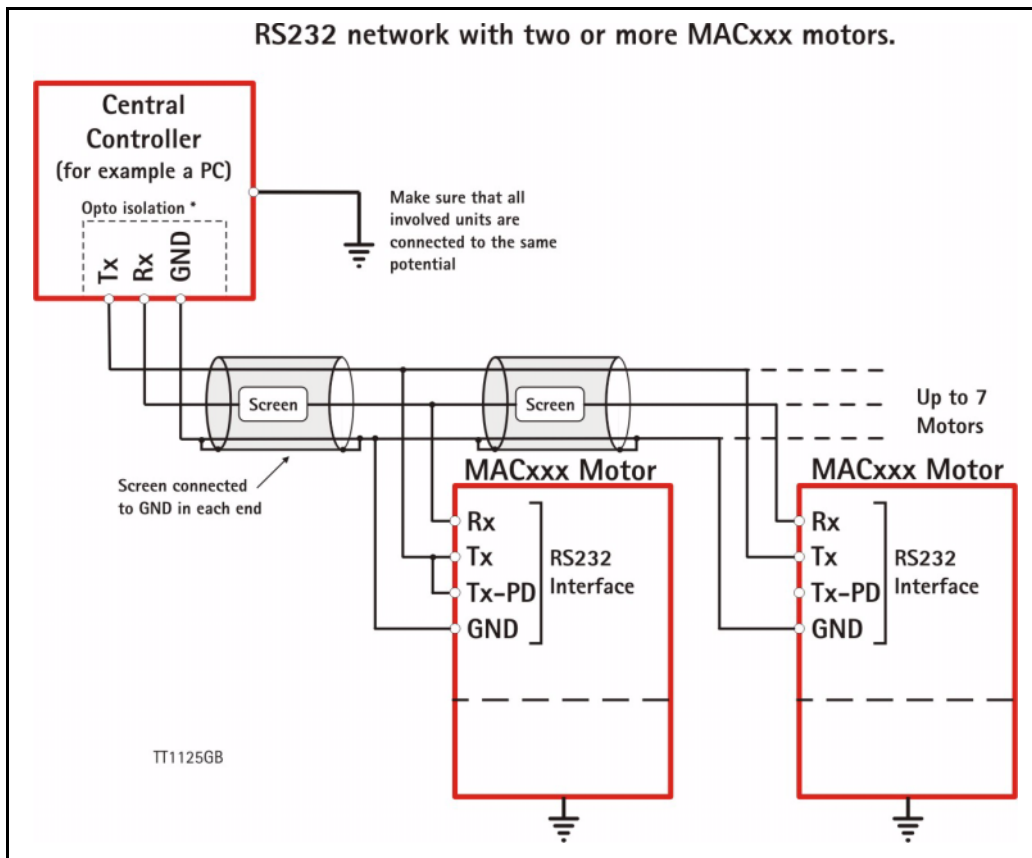 RS232 network with two or more MACxxx motors.
Central
Controller
(for example a PC)
Opto isolation *
Tx
Rx
GND
Make sure that all
involved units are
connected to the same
potential
Screen
Screen
Up to 7
Motors
Screen connected
to GND in each end
MACxxx Motor
Rx
Tx
Tx-PD
GND
RS232
Interface
MACxxx Motor
Rx
Tx
Tx-PD
GND
RS232
Interface
TT1125GB